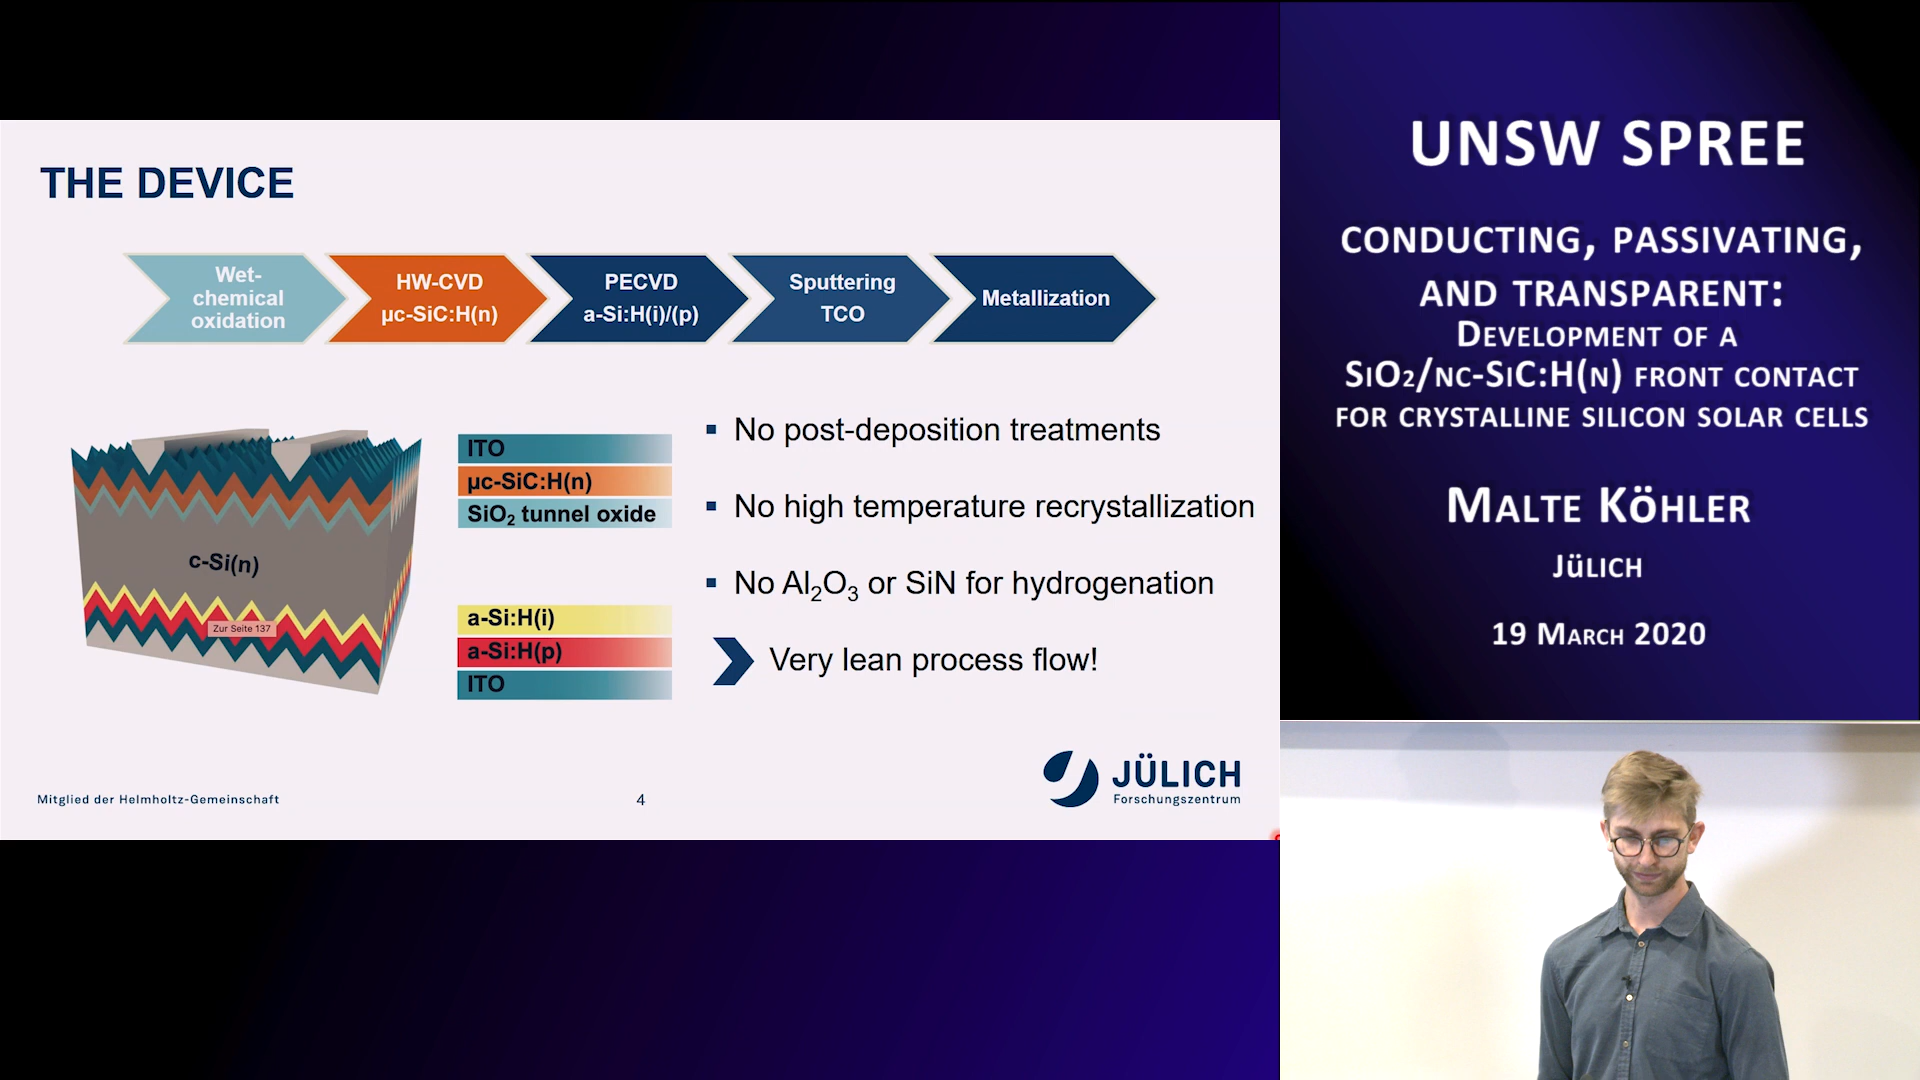 THE DEVICE
Wet-
chemical
oxidation
HW-CVD
µc-SiC:H(n)
PECVD
a-Si:H(i)/(p)
Sputtering
TCO
Metallization
c-Si(n)
Zur Seite 137
ITO
µc-SiC:H(n)
SiO₂ tunnel oxide
a-Si:H(i)
a-Si:H(p)
ITO
▪ No post-deposition treatments
▪ No high temperature recrystallization
▪ No Al₂O₃ or SiN for hydrogenation
Very lean process flow!
Mitglied der Helmholtz-Gemeinschaft
4
JÜLICH
Forschungszentrum
UNSW SPREE
CONDUCTING, PASSIVATING,
AND TRANSPARENT:
DEVELOPMENT OF A
SIO₂/NC-SIC:H(N) FRONT CONTACT
FOR CRYSTALLINE SILICON SOLAR CELLS
MALTE KÖHLER
JÜLICH
19 MARCH 2020